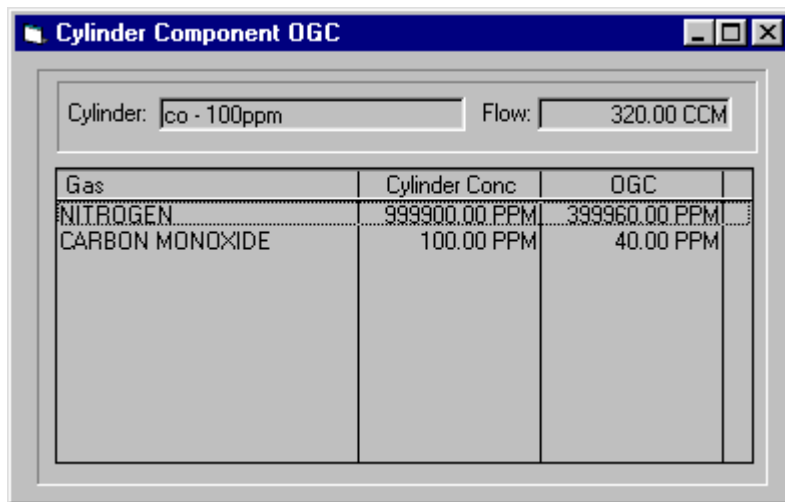 Cylinder Component OGC
Cylinder: co - 100ppm Flow: 320.00 CCM
Gas Cylinder Conc OGC
NITROGEN 999900.00 PPM 399960.00 PPM
CARBON MONOXIDE 100.00 PPM 40.00 PPM